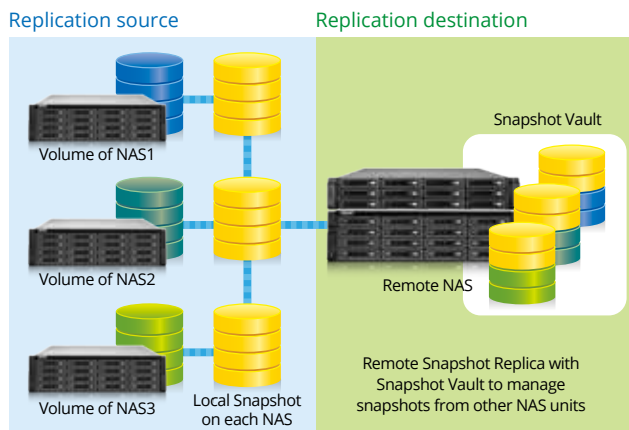 Replication source
Replication destination
Volume of NAS1
Volume of NAS2
Volume of NAS3
Local Snapshot
on each NAS
Snapshot Vault
Remote NAS
Remote Snapshot Replica with
Snapshot Vault to manage
snapshots from other NAS units